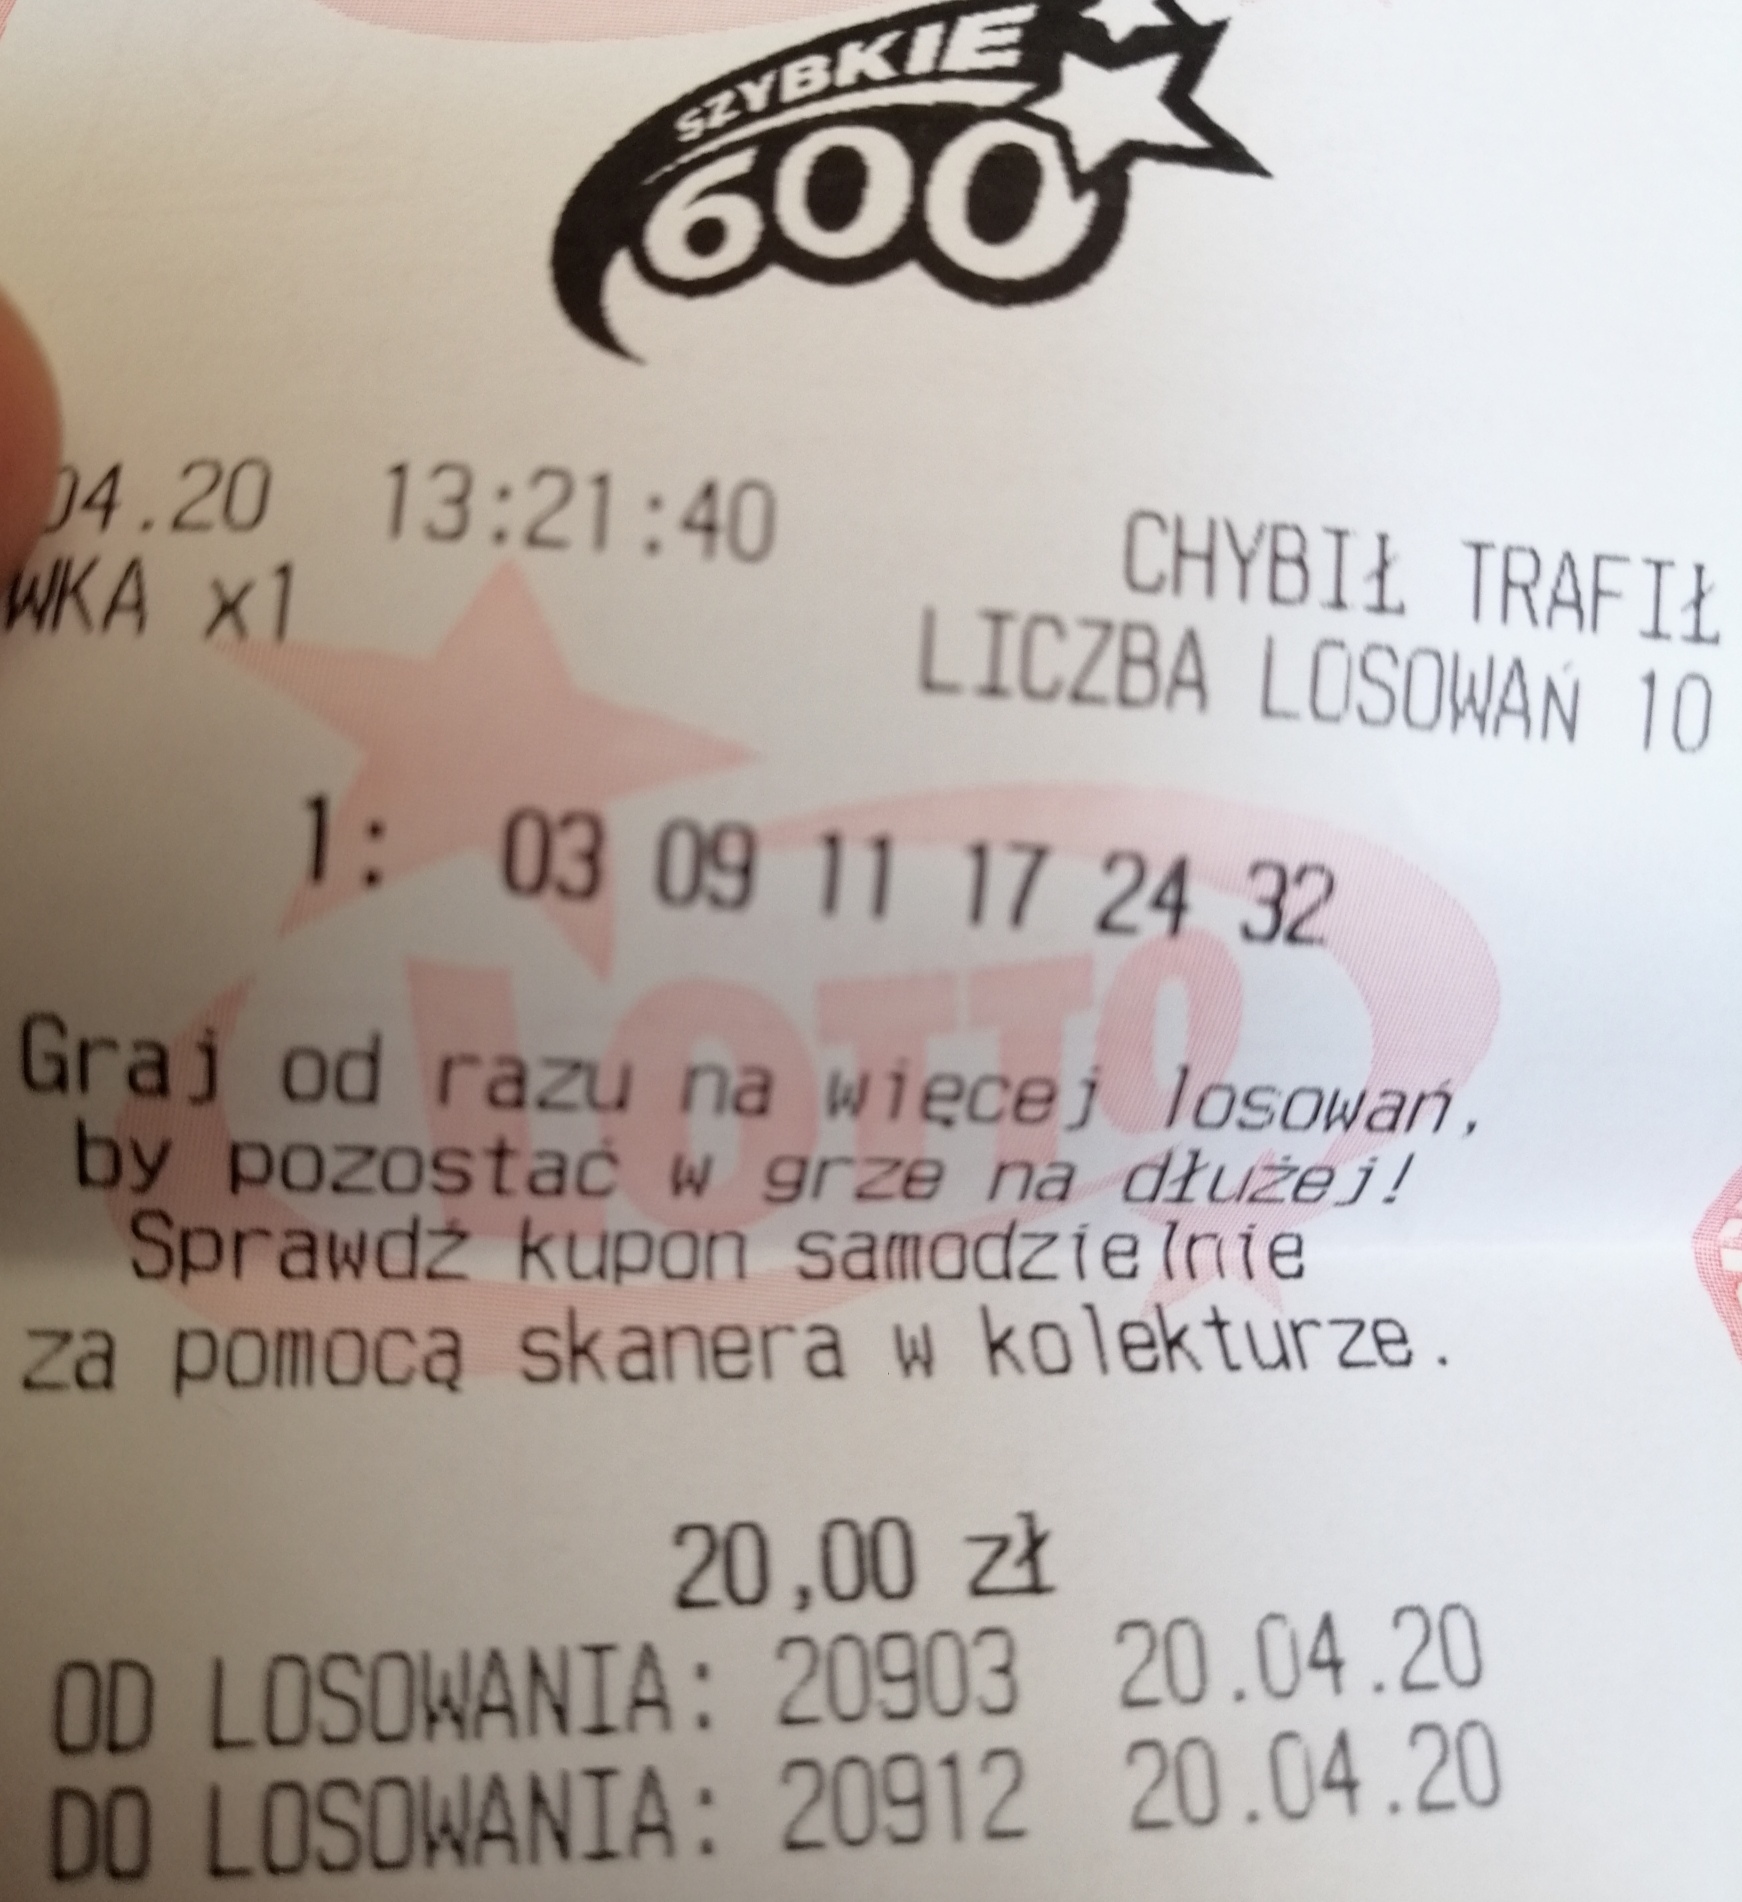 SZYBKIE
600
04.20 13:21:40 CHYBIŁ TRAFIŁ
WKA x1 LICZBA LOSOWAŃ 10
1: 03 09 11 17 24 32
LOTTO
Graj od razu na więcej losowań,
by pozostać w grze na dłużej!
Sprawdź kupon samodzielnie
za pomocą skanera w kolekturze.
20,00 zł
OD LOSOWANIA: 20903 20.04.20
DO LOSOWANIA: 20912 20.04.20